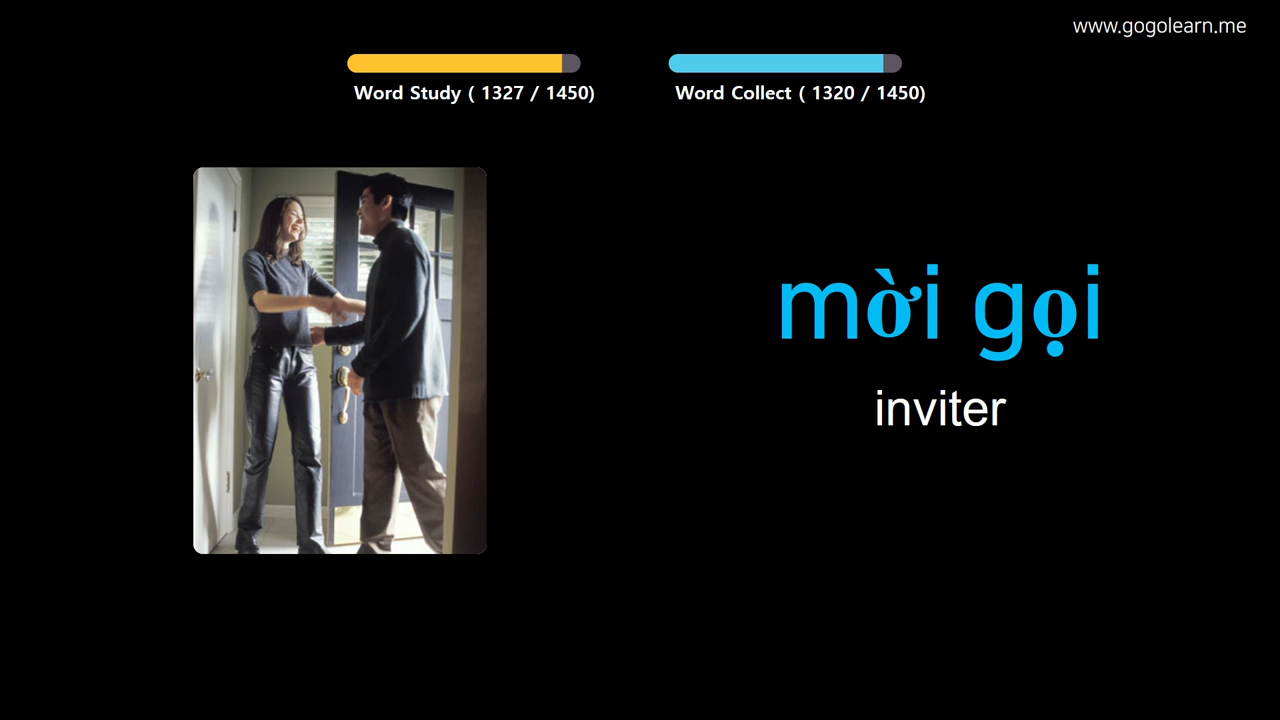 www.gogolearn.me
Word Study ( 1327 / 1450)
Word Collect ( 1320 / 1450)
mời gọi
inviter